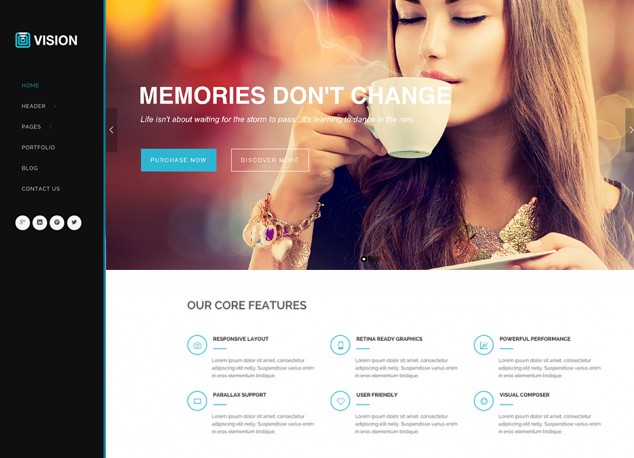 VISION
HOME
HEADER
PAGES
PORTFOLIO
BLOG
CONTACT US
MEMORIES DON'T CHANGE
Life isn't about waiting for the storm to pass, it's learning to dance in the rain.
PURCHASE NOW
DISCOVER MORE
OUR CORE FEATURES
RESPONSIVE LAYOUT
Lorem ipsum dolor sit amet, consectetur
adipiscing elit nelly. Suspendisse varius enim
in eros elementum tristique.
RETINA READY GRAPHICS
Lorem ipsum dolor sit amet, consectetur
adipiscing elit nelly. Suspendisse varius enim
in eros elementum tristique.
POWERFUL PERFORMANCE
Lorem ipsum dolor sit amet, consectetur
adipiscing elit nelly. Suspendisse varius enim
in eros elementum tristique.
PARALLAX SUPPORT
Lorem ipsum dolor sit amet, consectetur
adipiscing elit nelly. Suspendisse varius enim
in eros elementum tristique.
USER FRIENDLY
Lorem ipsum dolor sit amet, consectetur
adipiscing elit nelly. Suspendisse varius enim
in eros elementum tristique.
VISUAL COMPOSER
Lorem ipsum dolor sit amet, consectetur
adipiscing elit nelly. Suspendisse varius enim
in eros elementum tristique.